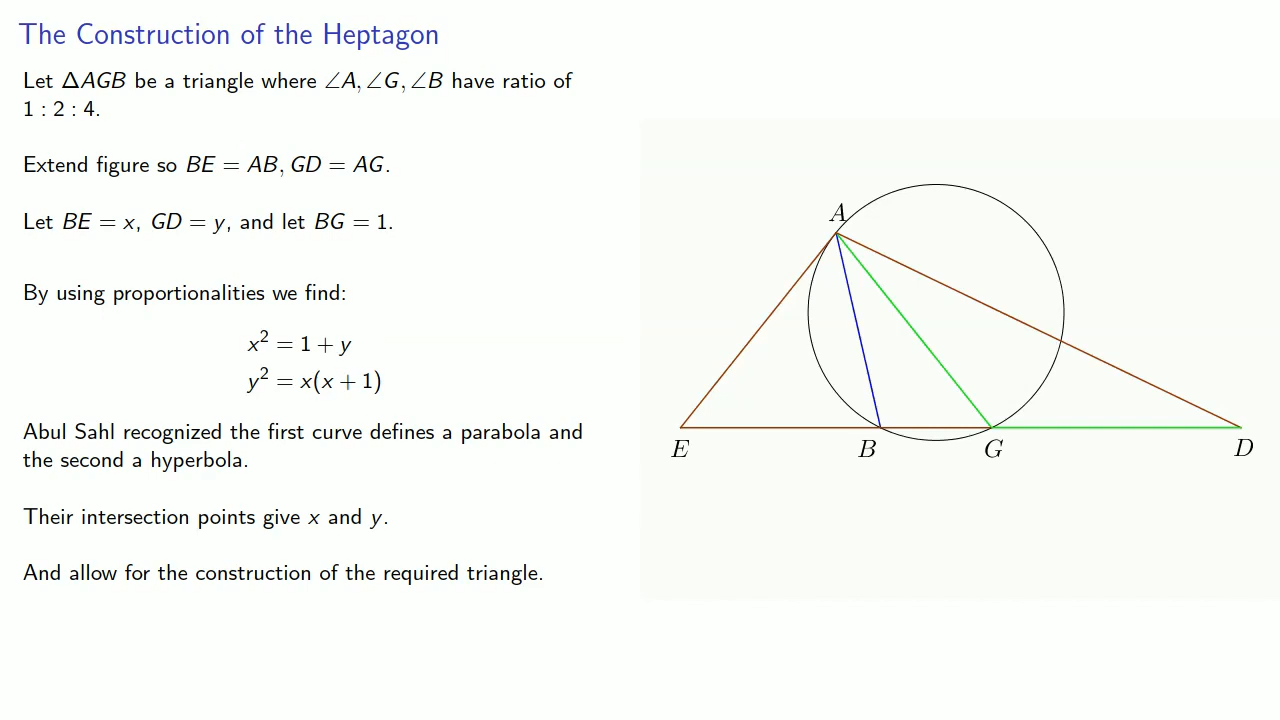 The Construction of the Heptagon
Let ΔAGB be a triangle where ∠A, ∠G, ∠B have ratio of
1 : 2 : 4.
Extend figure so BE = AB, GD = AG.
Let BE = x, GD = y, and let BG = 1.
By using proportionalities we find:
x² = 1 + y
y² = x(x + 1)
Abul Sahl recognized the first curve defines a parabola and
the second a hyperbola.
Their intersection points give x and y.
And allow for the construction of the required triangle.
A
E
B
G
D